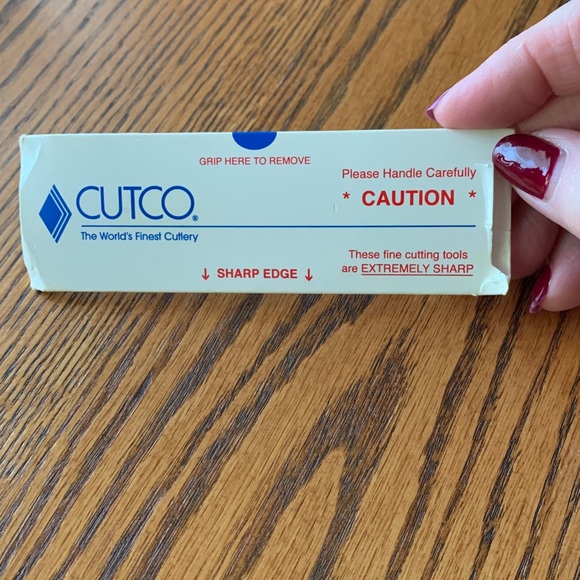 GRIP HERE TO REMOVE
CUTCO®
The World's Finest Cutlery
Please Handle Carefully
* CAUTION *
These fine cutting tools
are EXTREMELY SHARP
↓ SHARP EDGE ↓